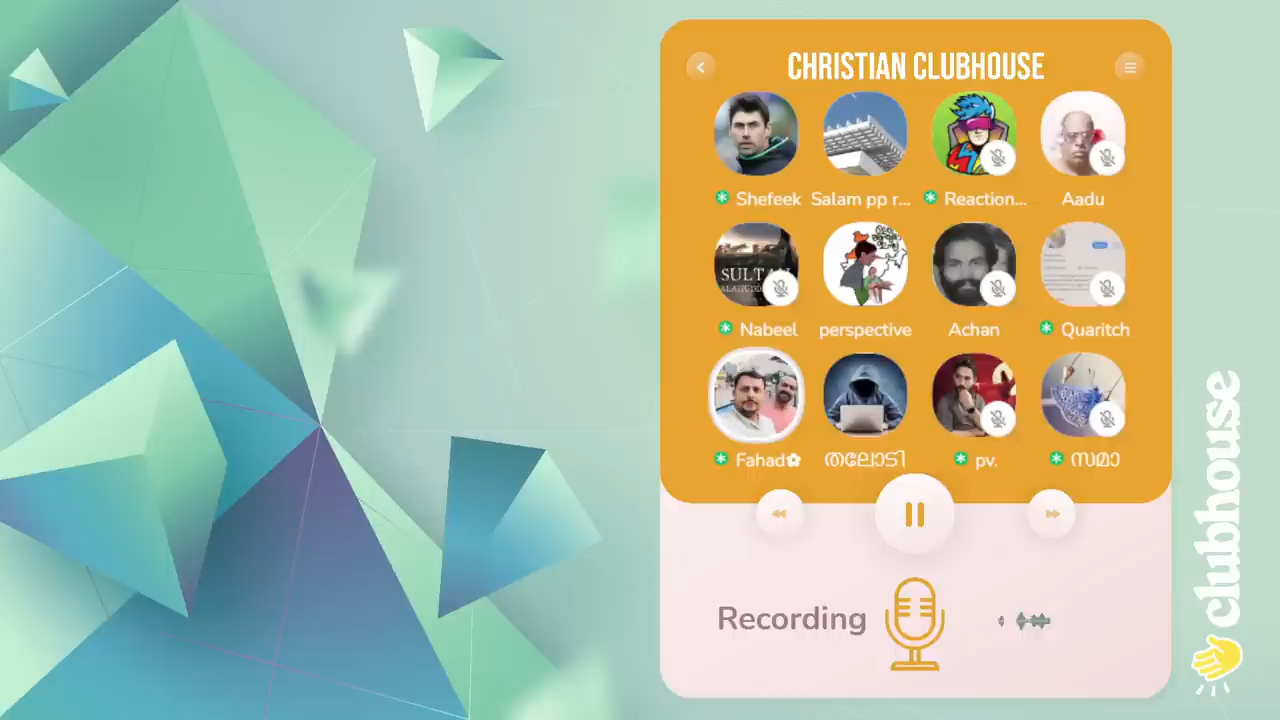 CHRISTIAN CLUBHOUSE
Shefeek Salam pp r... Reaction... Aadu
SULTAN
Nabeel perspective Achan Quaritch
Fahad✿ തലോടി pv. സമാ
Recording
clubhouse